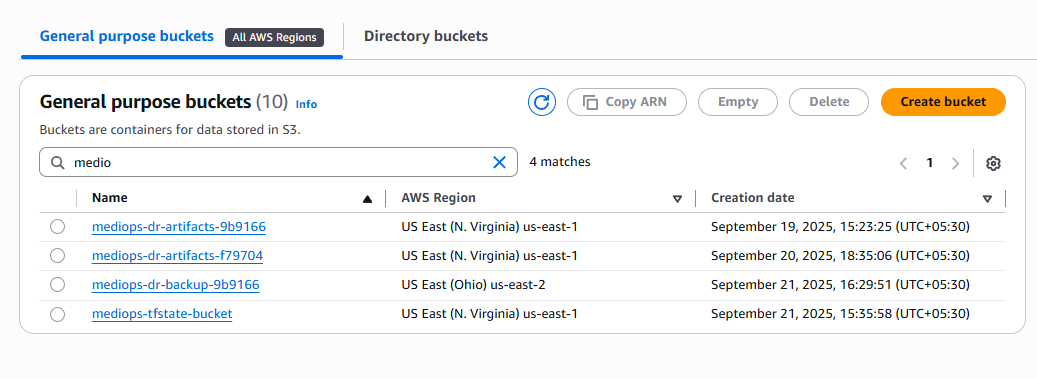 General purpose buckets All AWS Regions Directory buckets
General purpose buckets (10) Info Copy ARN Empty Delete Create bucket
Buckets are containers for data stored in S3.
medio 4 matches 1
Name AWS Region Creation date
mediops-dr-artifacts-9b9166 US East (N. Virginia) us-east-1 September 19, 2025, 15:23:25 (UTC+05:30)
mediops-dr-artifacts-f79704 US East (N. Virginia) us-east-1 September 20, 2025, 18:35:06 (UTC+05:30)
mediops-dr-backup-9b9166 US East (Ohio) us-east-2 September 21, 2025, 16:29:51 (UTC+05:30)
mediops-tfstate-bucket US East (N. Virginia) us-east-1 September 21, 2025, 15:35:58 (UTC+05:30)